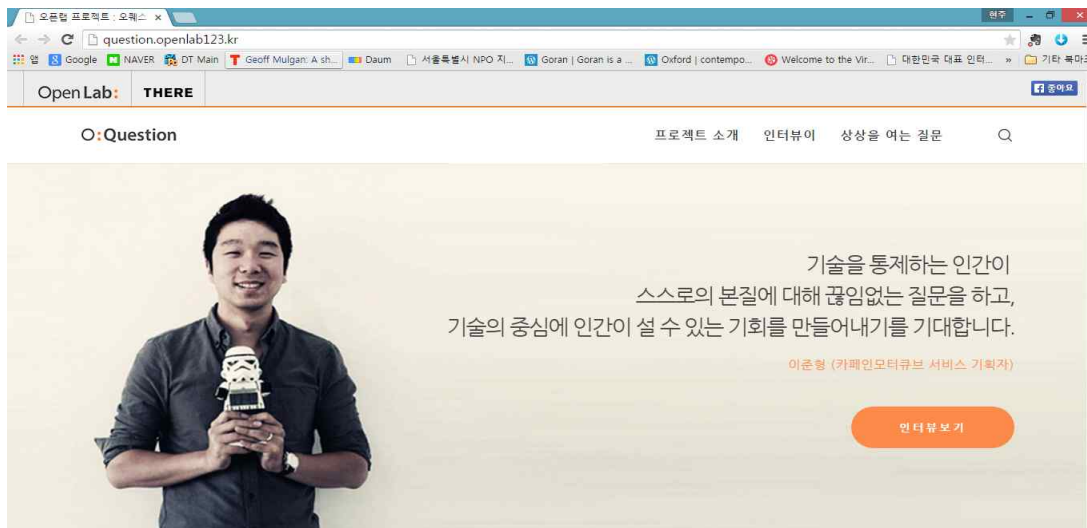 오픈랩 프로젝트 : 오퀘스
현주
question.openlab123.kr
앱 Google NAVER DT Main Geoff Mulgan: A sh... Daum 서울특별시 NPO 지... Goran | Goran is a ... Oxford | contempo... Welcome to the Vir... 대한민국 대표 인터... » 기타 북마크
Open Lab: THERE
좋아요
O:Question
프로젝트 소개 인터뷰이 상상을 여는 질문
기술을 통제하는 인간이
스스로의 본질에 대해 끊임없는 질문을 하고,
기술의 중심에 인간이 설 수 있는 기회를 만들어내기를 기대합니다.
이준형 (카페인모터큐브 서비스 기획자)
인터뷰보기